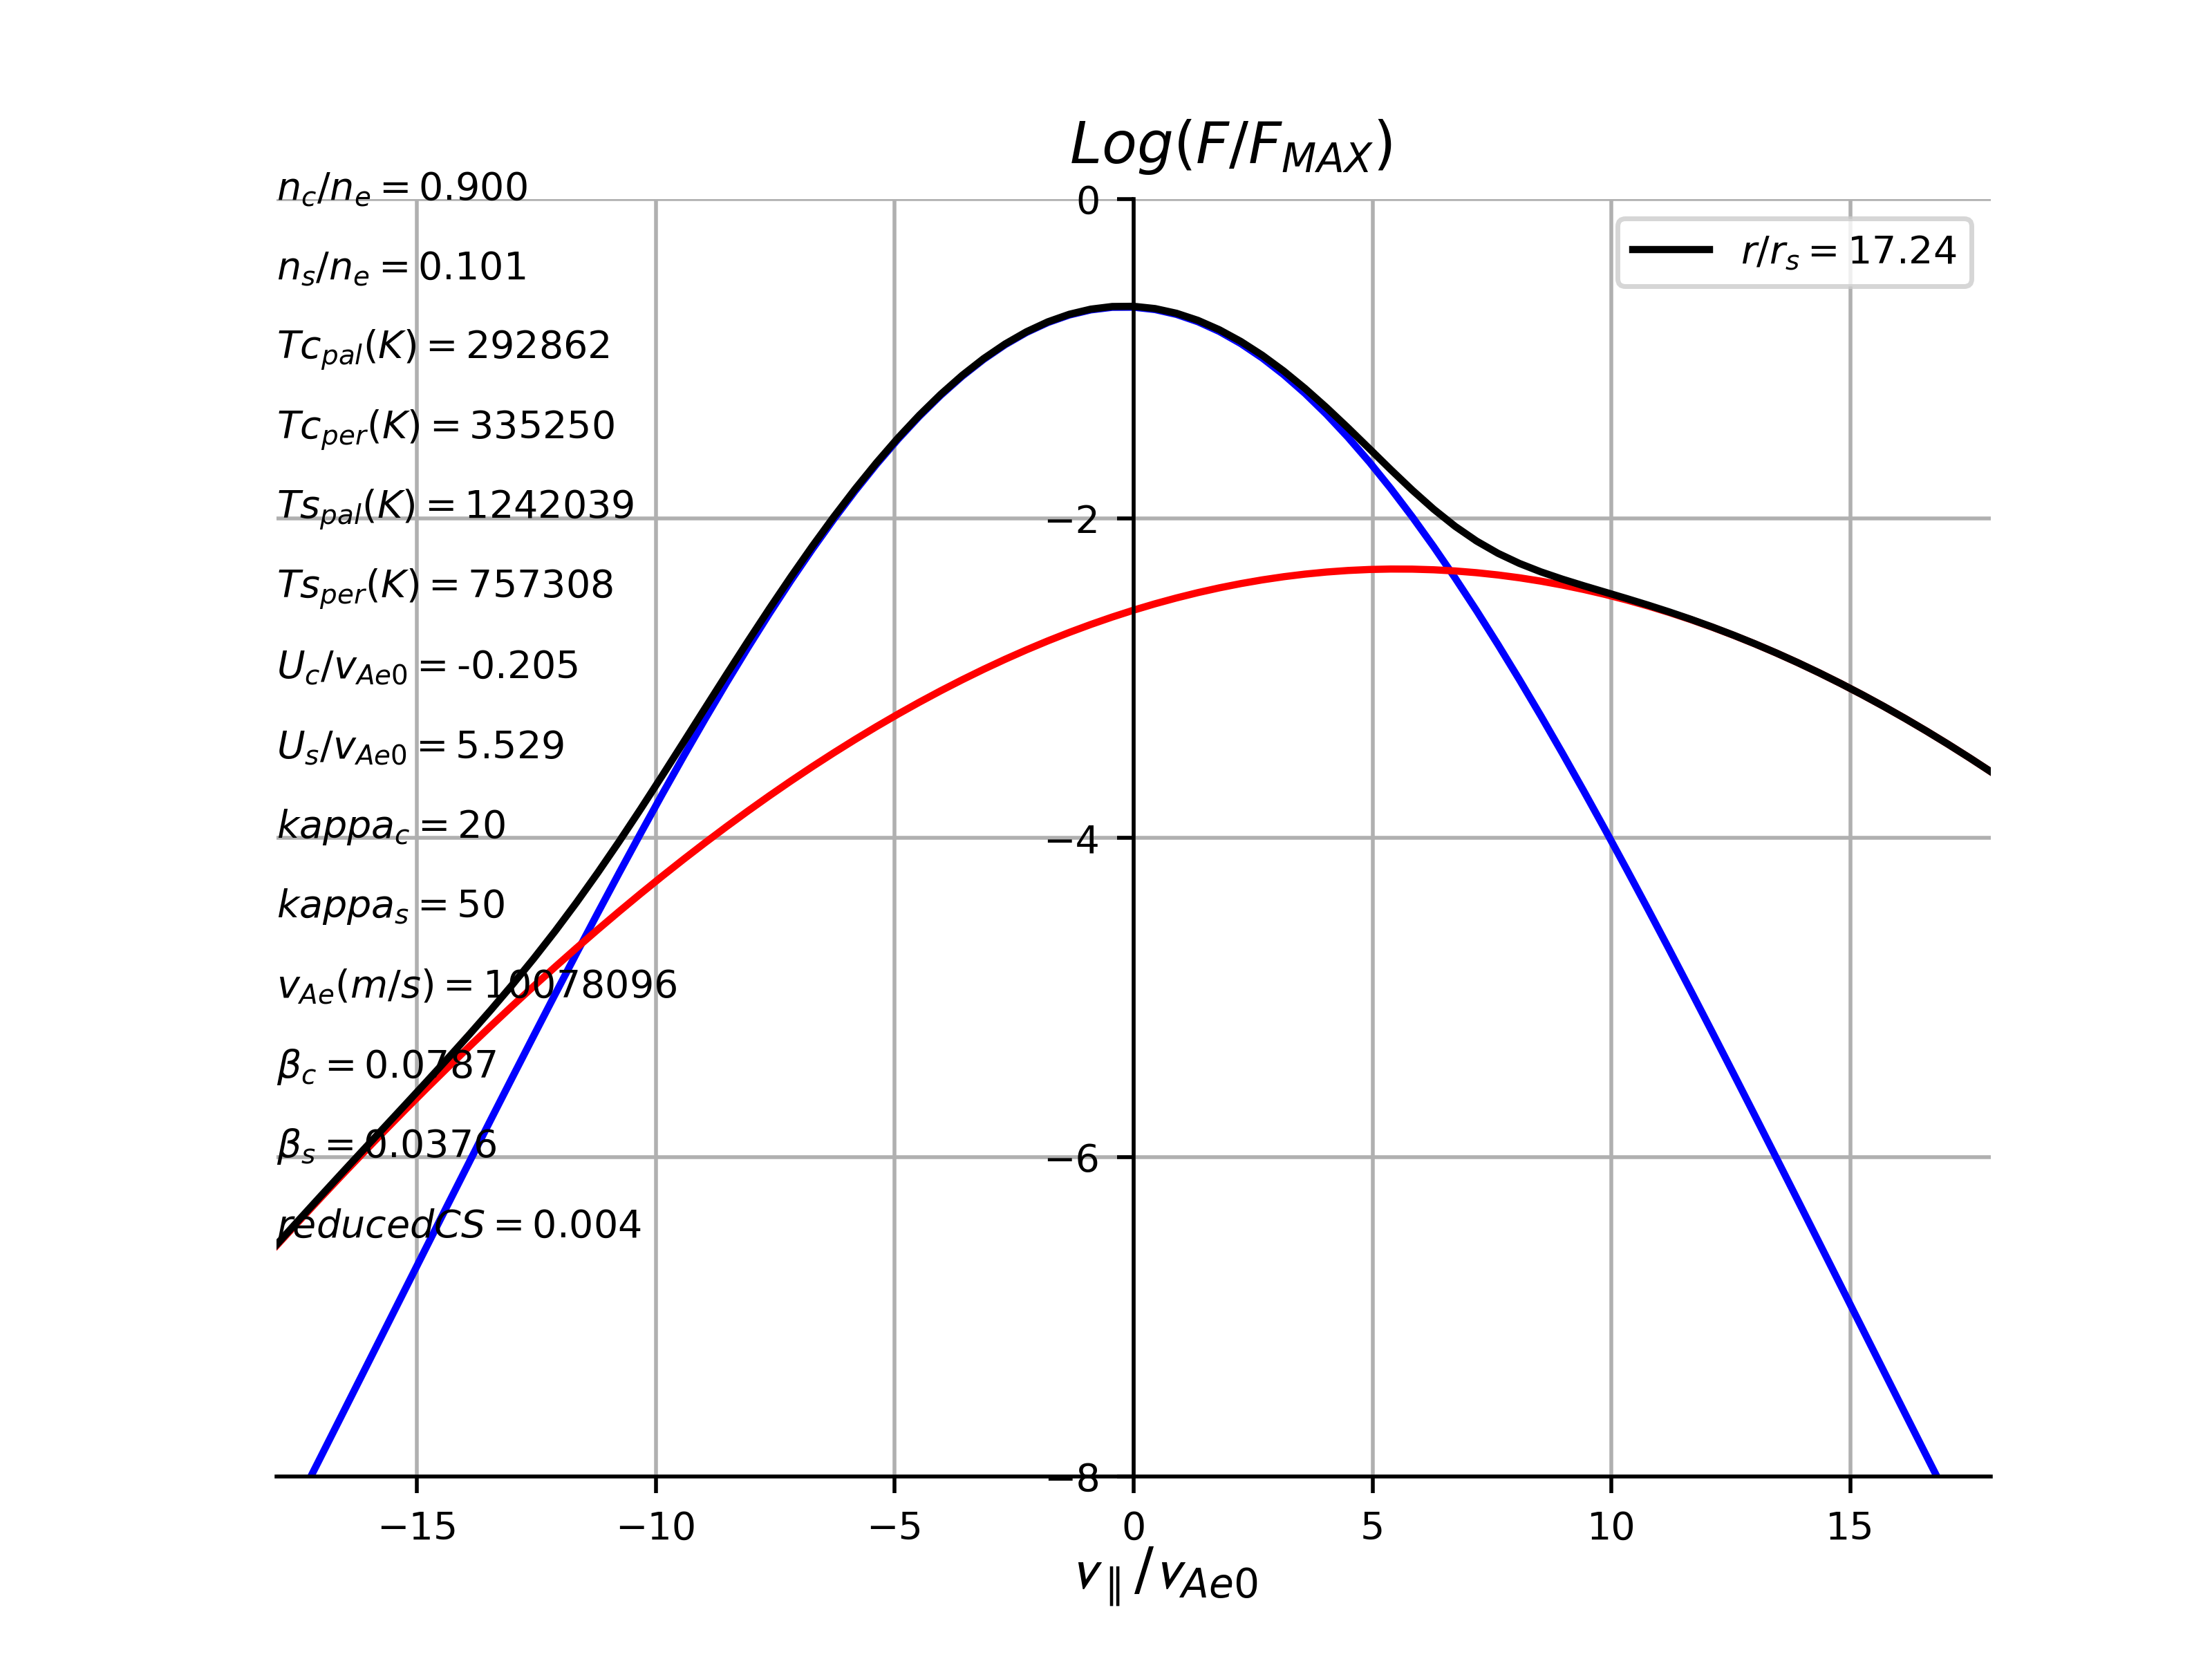 Log(F/F_MAX)
n_c/n_e = 0.900
n_s/n_e = 0.101
Tc_pal(K) = 292862
Tc_per(K) = 335250
Ts_pal(K) = 1242039
Ts_per(K) = 757308
U_c/v_Ae0 = -0.205
U_s/v_Ae0 = 5.529
kappa_c = 20
kappa_s = 50
v_Ae(m/s) = 10078096
β_c = 0.0787
β_s = 0.0376
reducedCS = 0.004
r/r_s = 17.24
0
−2
−4
−6
−8
−15 −10 −5 0 5 10 15
v_∥/v_Ae0